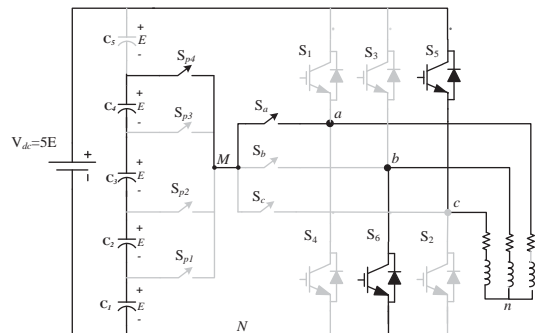 C5 + E -
Sp4
S1 S3 S5
C4 + E -
Sp3
Sa a
Vdc=5E
+
-
M
Sb b
C3 + E -
Sp2
Sc c
C2 + E -
S4 S6 S2
Sp1
n
C1 + E -
N